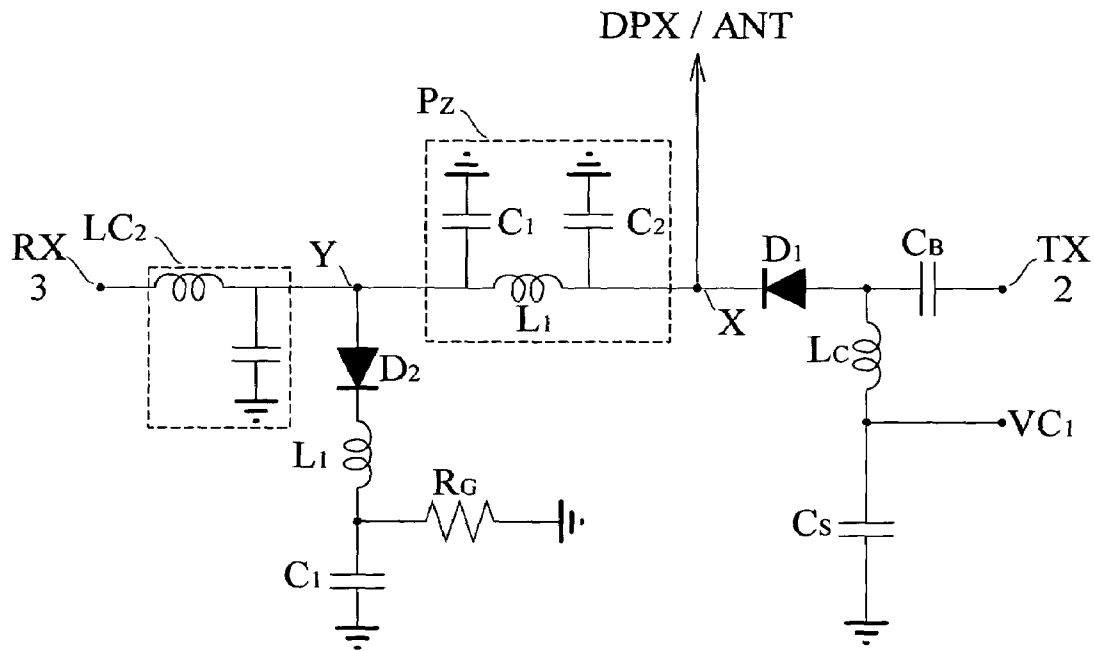 DPX / ANT
Pz
C1
C2
LC2
RX
3
Y
L1
X
D1
CB
TX
2
D2
LC
VC1
L1
RG
CS
C1